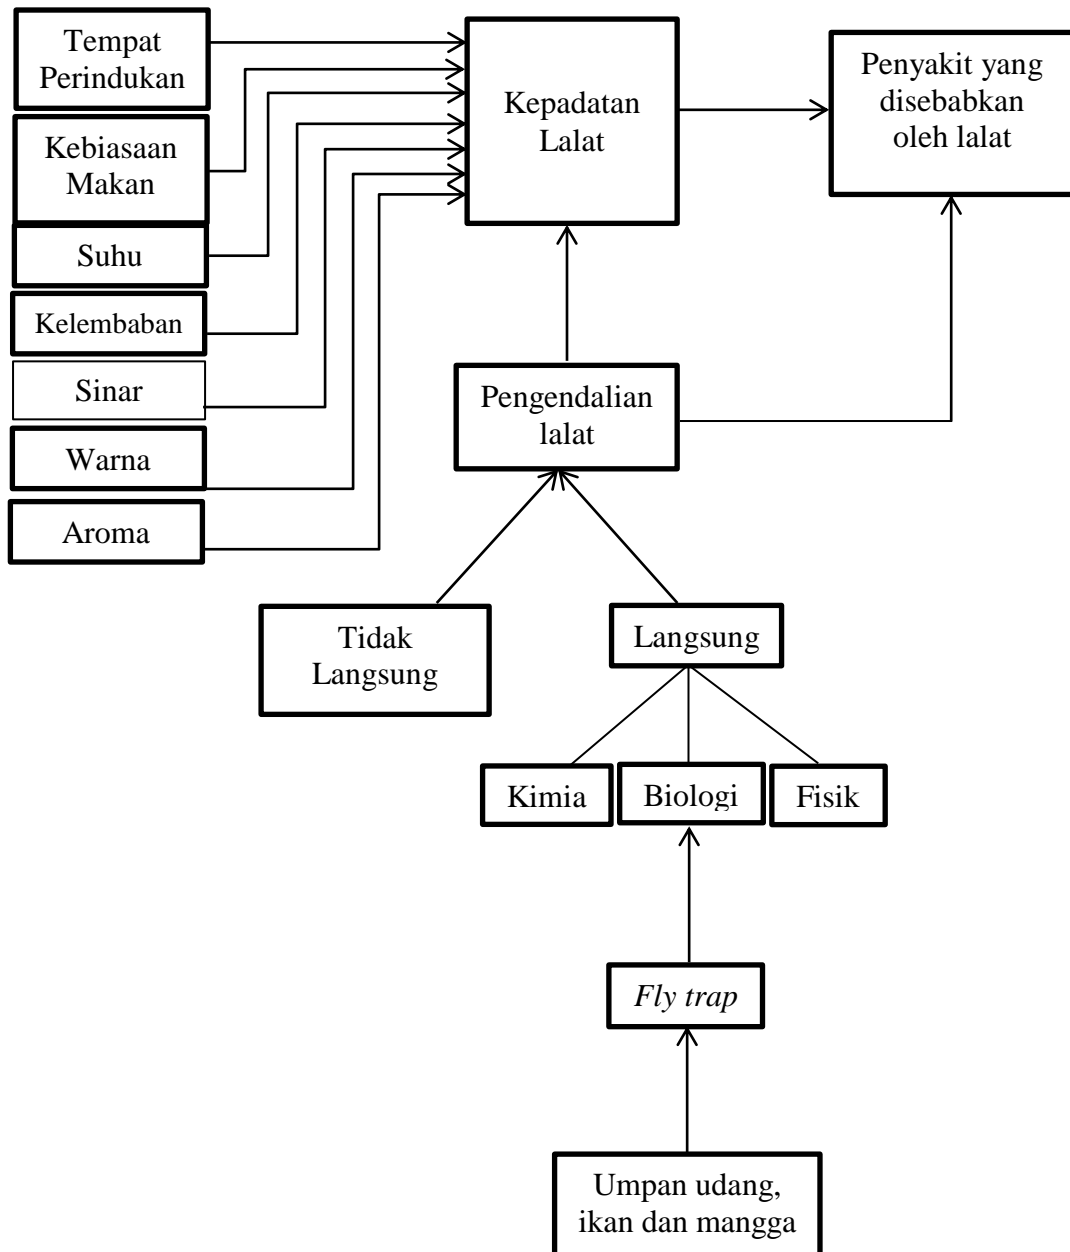 Tempat
Perindukan
Kebiasaan
Makan
Suhu
Kelembaban
Sinar
Warna
Aroma
Kepadatan
Lalat
Penyakit yang
disebabkan
oleh lalat
Pengendalian
lalat
Tidak
Langsung
Langsung
Kimia
Biologi
Fisik
Fly trap
Umpan udang,
ikan dan mangga